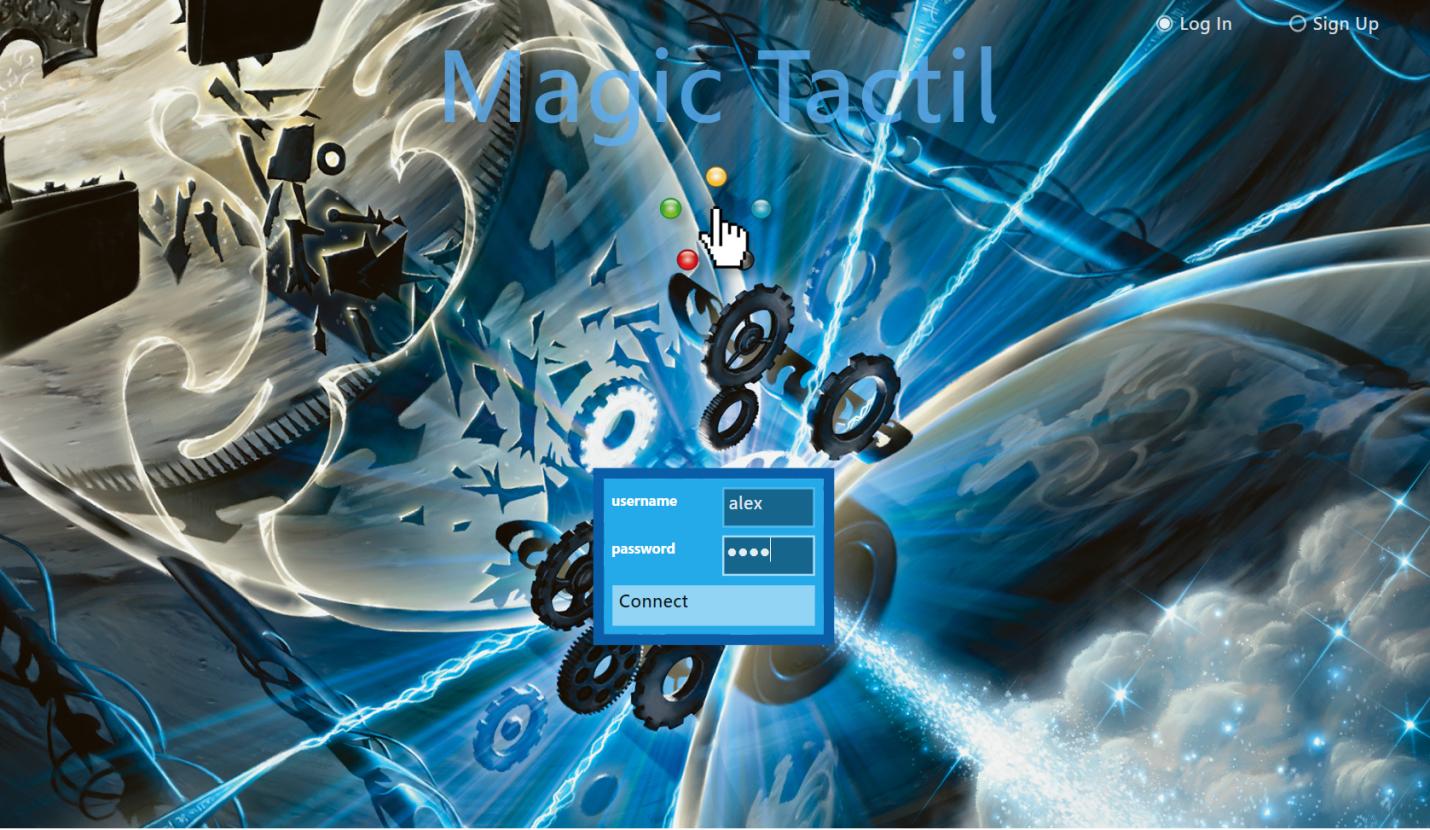 Log In
Sign Up
Magic Tactil
username
alex
password
••••
Connect